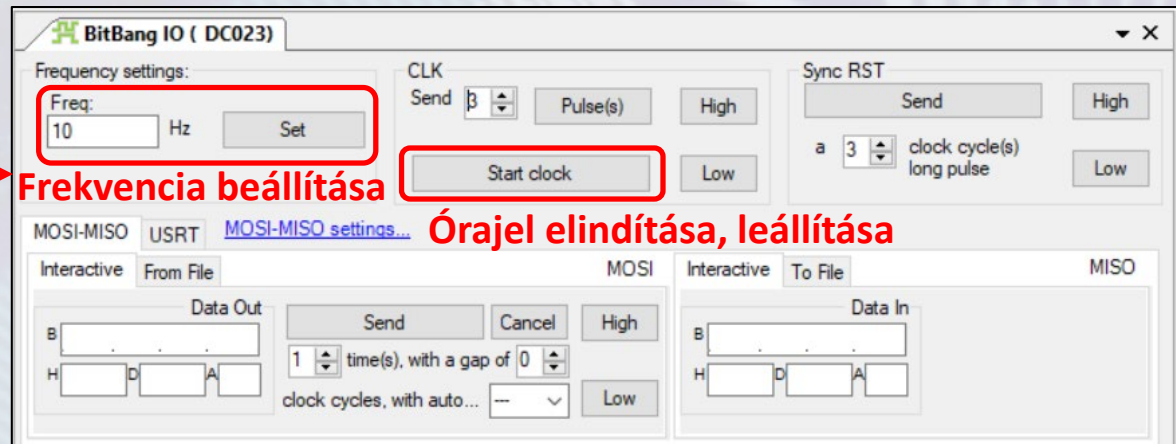 BitBang IO ( DC023)
Frequency settings:
Freq:
10 Hz Set
Frekvencia beállítása
CLK
Send 3 Pulse(s) High
Start clock Low
Órajel elindítása, leállítása
Sync RST
Send High
a 3 clock cycle(s)
long pulse Low
MOSI-MISO USRT MOSI-MISO settings...
Interactive From File MOSI
Data Out
B . . . .
H D A
Send Cancel High
1 time(s), with a gap of 0
clock cycles, with auto... --- Low
Interactive To File MISO
Data In
B . . . .
H D A